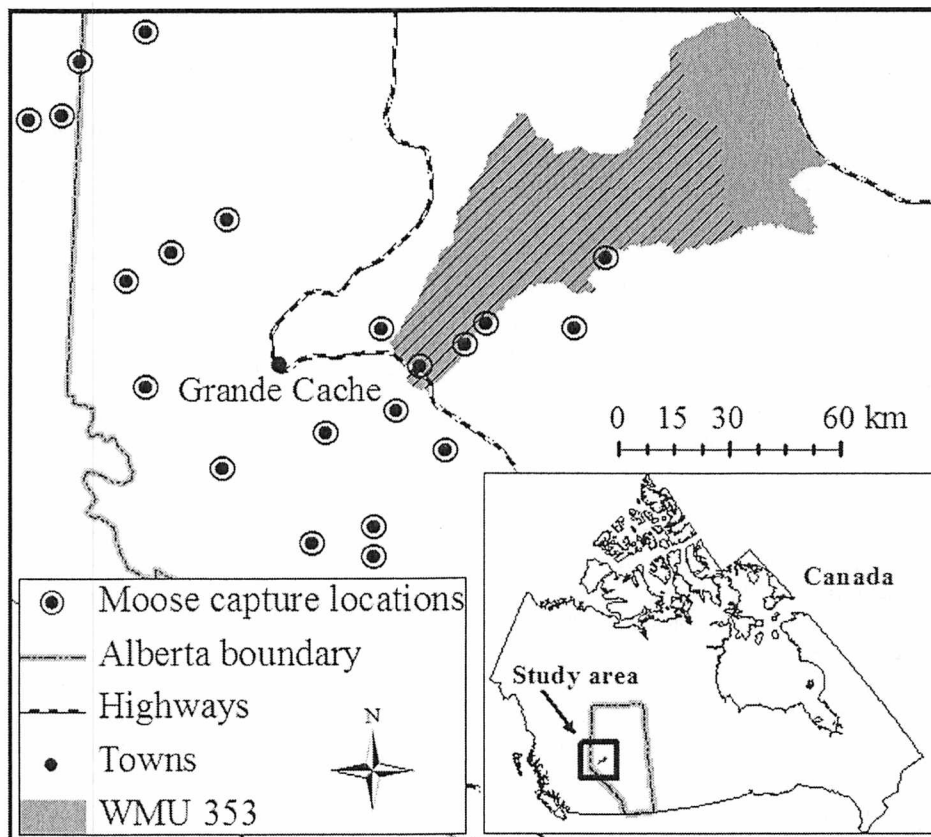 Grande Cache
0 15 30 60 km
Canada
Study area
Moose capture locations
Alberta boundary
Highways
N
Towns
WMU 353